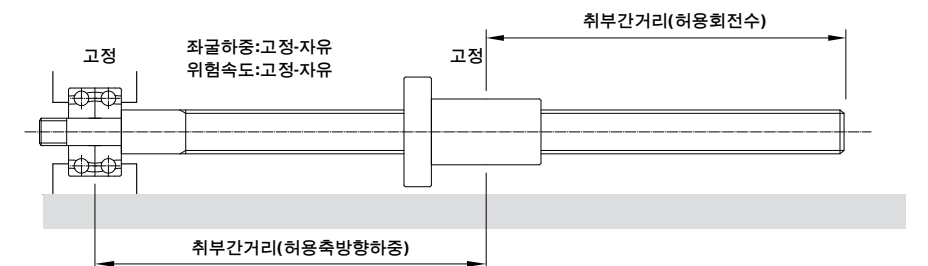 취부간거리(허용회전수)
고정
좌굴하중:고정-자유
위험속도:고정-자유
고정
취부간거리(허용축방향하중)